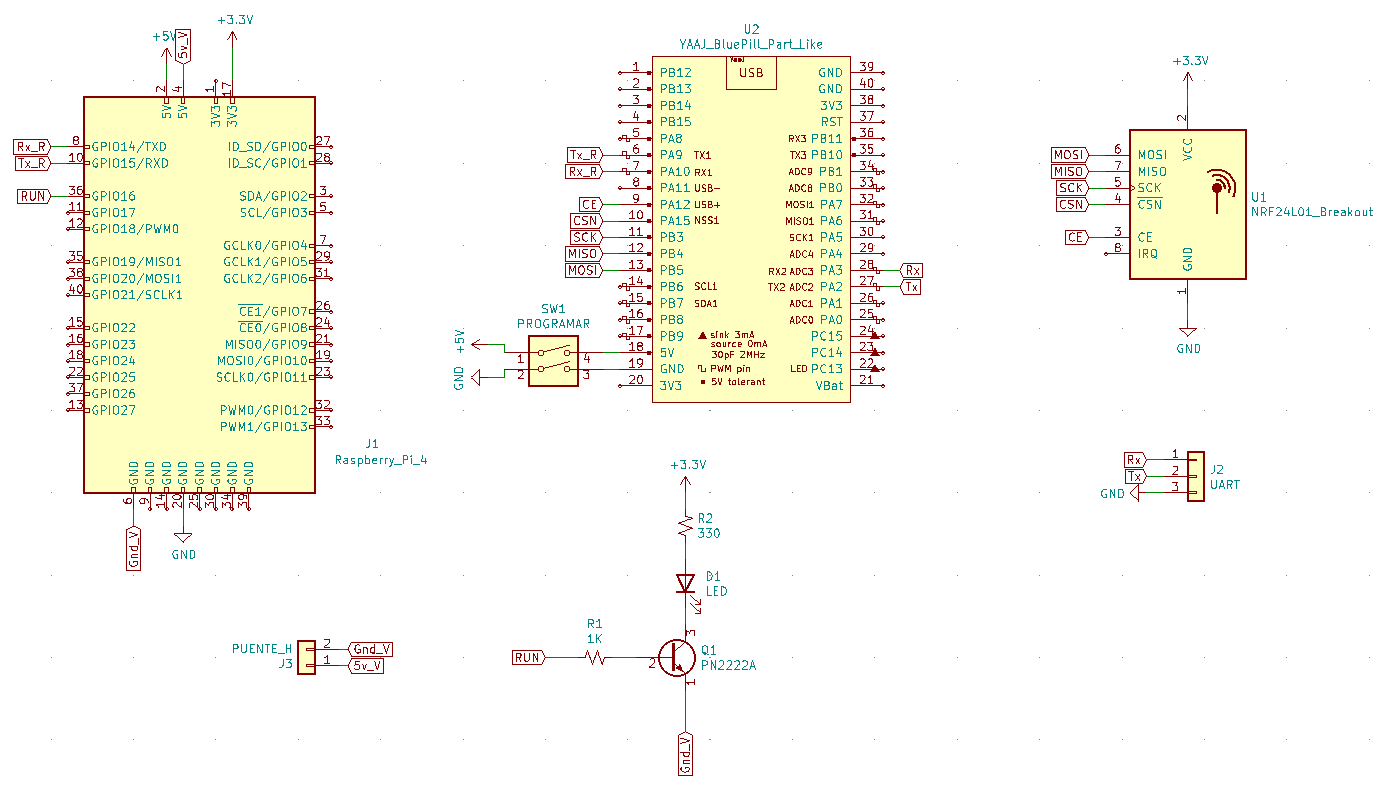 +5V
5v_V
+3.3V
2
4
1
17
5V
5V
3V3
3V3
Rx_R 8 GPIO14/TXD
Tx_R 10 GPIO15/RXD
RUN 36 GPIO16
11 GPIO17
12 GPIO18/PWM0
35 GPIO19/MISO1
38 GPIO20/MOSI1
40 GPIO21/SCLK1
15 GPIO22
16 GPIO23
18 GPIO24
22 GPIO25
37 GPIO26
13 GPIO27
ID_SD/GPIO0 27
ID_SC/GPIO1 28
SDA/GPIO2 3
SCL/GPIO3 5
GCLK0/GPIO4 7
GCLK1/GPIO5 29
GCLK2/GPIO6 31
CE1/GPIO7 26
CE0/GPIO8 24
MISO0/GPIO9 21
MOSI0/GPIO10 19
SCLK0/GPIO11 23
PWM0/GPIO12 32
PWM1/GPIO13 33
GND GND GND GND GND GND GND GND
6 9 14 20 25 30 34 39
J1
Raspberry_Pi_4
Gnd_V
GND
U2
YAAJ_BluePill_Part_Like
Yaaj
USB
1 PB12
2 PB13
3 PB14
4 PB15
5 PA8
Tx_R 6 PA9 TX1
Rx_R 7 PA10 RX1
8 PA11 USB-
CE 9 PA12 USB+
CSN 10 PA15 NSS1
SCK 11 PB3
MISO 12 PB4
MOSI 13 PB5
14 PB6 SCL1
15 PB7 SDA1
16 PB8
17 PB9
18 5V
19 GND
20 3V3
GND 39
GND 40
3V3 38
RST 37
RX3 PB11 36
TX3 PB10 35
ADC9 PB1 34
ADC8 PB0 33
MOSI1 PA7 32
MISO1 PA6 31
SCK1 PA5 30
ADC4 PA4 29
RX2 ADC3 PA3 28 Rx
TX2 ADC2 PA2 27 Tx
ADC1 PA1 26
ADC0 PA0 25
PC15 24
PC14 23
LED PC13 22
VBat 21
sink 3mA
source 0mA
30pF 2MHz
PWM pin
5V tolerant
SW1
PROGRAMAR
+5V
GND
1 4
2 3
+3.3V
2
VCC
MOSI 6 MOSI
MISO 7 MISO
SCK 5 SCK
CSN 4 CSN
CE 3 CE
8 IRQ
GND
1
GND
U1
NRF24L01_Breakout
Rx 1
Tx 2
GND 3
J2
UART
+3.3V
R2
330
D1
LED
3
R1
1K
RUN
2
Q1
PN2222A
1
Gnd_V
PUENTE_H
J3
2 Gnd_V
1 5v_V